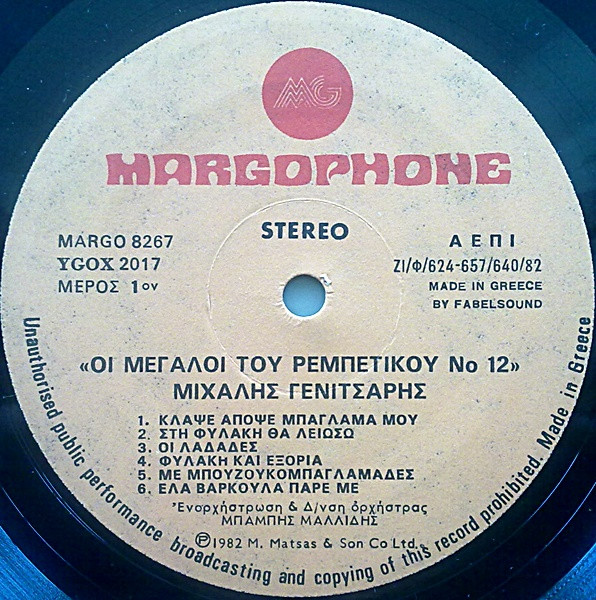 MG
MARGOPHONE
STEREO
MARGO 8267
YGOX 2017
ΜΕΡΟΣ 1ον
Α Ε Π Ι
ΖΙ/Φ/624-657/640/82
MADE IN GREECE
BY FABELSOUND
«ΟΙ ΜΕΓΑΛΟΙ ΤΟΥ ΡΕΜΠΕΤΙΚΟΥ Νο 12»
ΜΙΧΑΛΗΣ ΓΕΝΙΤΣΑΡΗΣ
1. ΚΛΑΨΕ ΑΠΟΨΕ ΜΠΑΓΛΑΜΑ ΜΟΥ
2. ΣΤΗ ΦΥΛΑΚΗ ΘΑ ΛΕΙΩΣΩ
3. ΟΙ ΛΑΔΑΔΕΣ
4. ΦΥΛΑΚΗ ΚΑΙ ΕΞΟΡΙΑ
5. ΜΕ ΜΠΟΥΖΟΥΚΟΜΠΑΓΛΑΜΑΔΕΣ
6. ΕΛΑ ΒΑΡΚΟΥΛΑ ΠΑΡΕ ΜΕ
Ἐνορχήστρωση & Δ/νση ὀρχήστρας
ΜΠΑΜΠΗΣ ΜΑΛΛΙΔΗΣ
℗1982 M. Matsas & Son Co Ltd.
Unauthorised public performance broadcasting and copying of this record prohibited. Made in Greece